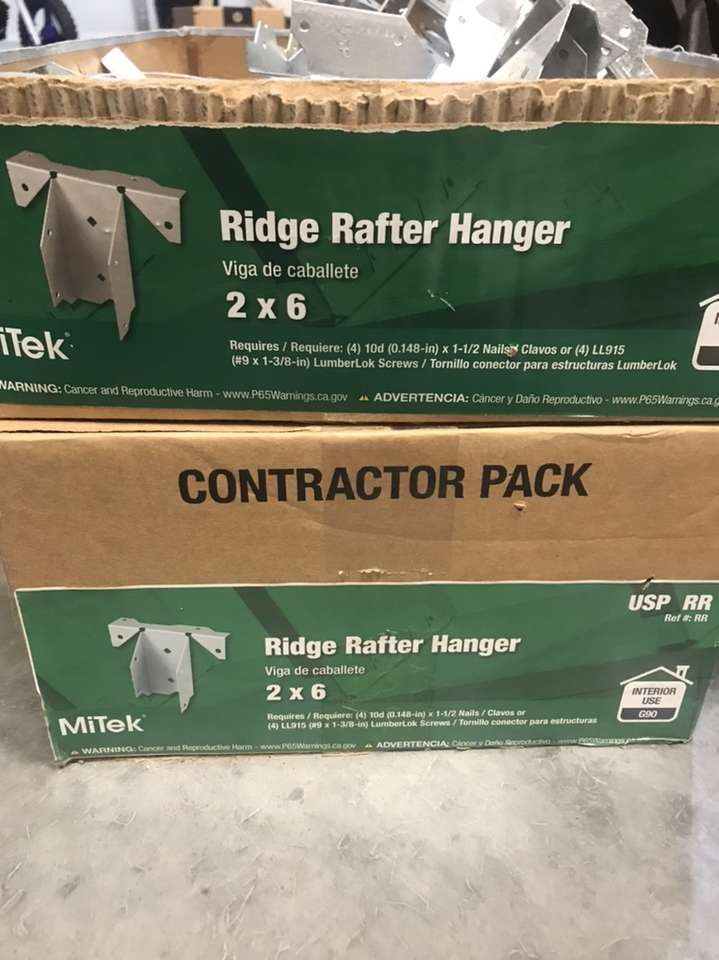 Ridge Rafter Hanger
Viga de caballete
2 x 6
iTek
Requires / Requiere: (4) 10d (0.148-in) x 1-1/2 Nails / Clavos or (4) LL915
(#9 x 1-3/8-in) LumberLok Screws / Tornillo conector para estructuras LumberLok
WARNING: Cancer and Reproductive Harm - www.P65Warnings.ca.gov ADVERTENCIA: Cáncer y Daño Reproductivo - www.P65Warnings.ca.g
CONTRACTOR PACK
USP RR
Ref #: RR
Ridge Rafter Hanger
Viga de caballete
2 x 6
INTERIOR
USE
G90
MiTek
Requires / Requiere: (4) 10d (0.148-in) x 1-1/2 Nails / Clavos or
(4) LL915 (#9 x 1-3/8-in) LumberLok Screws / Tornillo conector para estructuras
WARNING: Cancer and Reproductive Harm - www.P65Warnings.ca.gov ADVERTENCIA: Cáncer y Daño Reproductivo